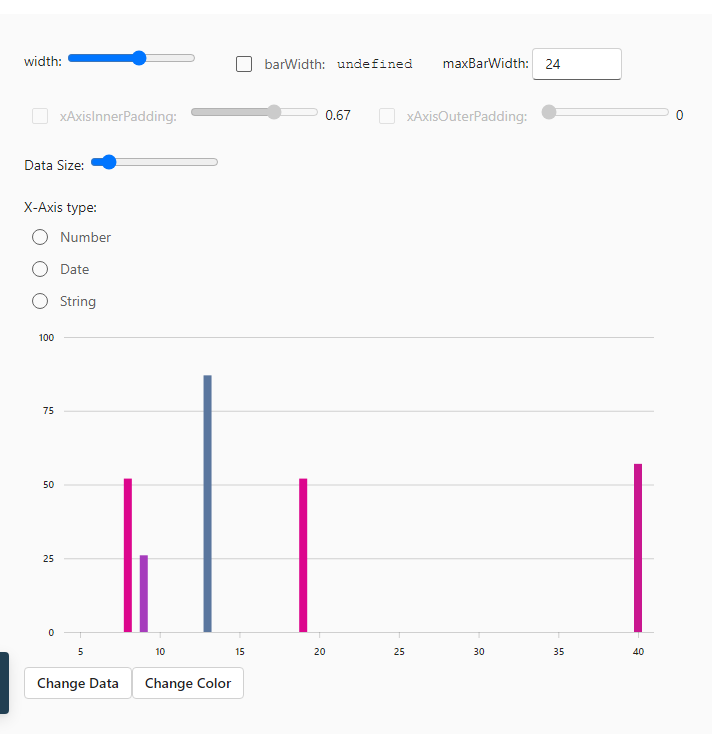 width: barWidth: undefined maxBarWidth: 24
xAxisInnerPadding: 0.67 xAxisOuterPadding: 0
Data Size:
X-Axis type:
Number
Date
String
100
75
50
25
0
5 10 15 20 25 30 35 40
Change Data Change Color